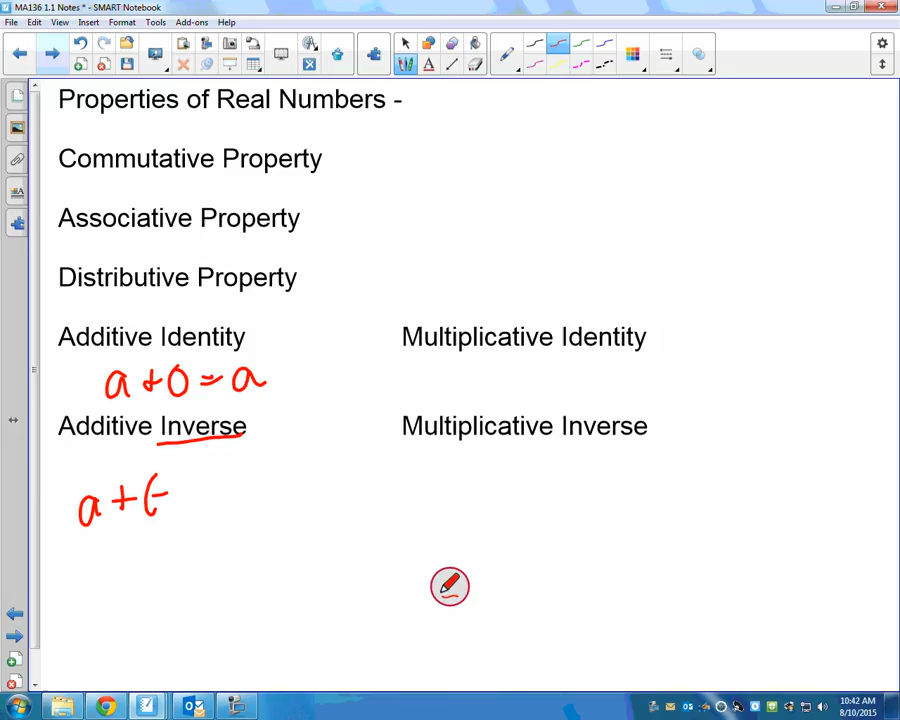 MA136 1.1 Notes * - SMART Notebook
File Edit View Insert Format Tools Add-ons Help
Properties of Real Numbers -
Commutative Property
Associative Property
Distributive Property
Additive Identity Multiplicative Identity
a + 0 = a
Additive Inverse Multiplicative Inverse
a + (-
10:42 AM
8/10/2015